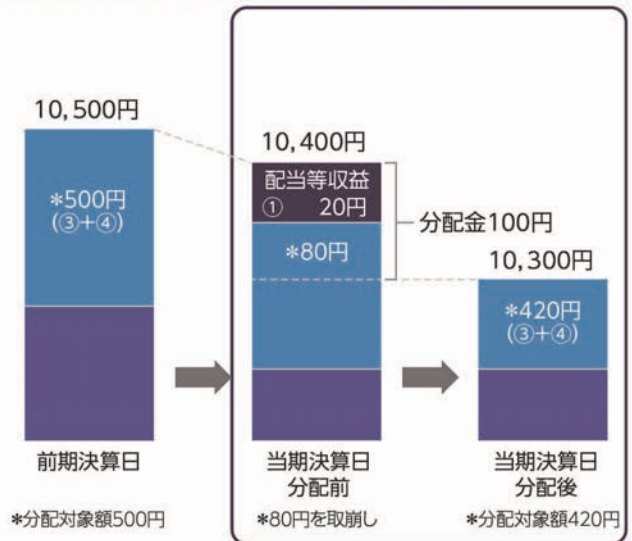 10,500円
*500円
(③+④)
前期決算日
*分配対象額500円
10,400円
配当等収益
① 20円
*80円
分配金100円
当期決算日
分配前
*80円を取崩し
10,300円
*420円
(③+④)
当期決算日
分配後
*分配対象額420円